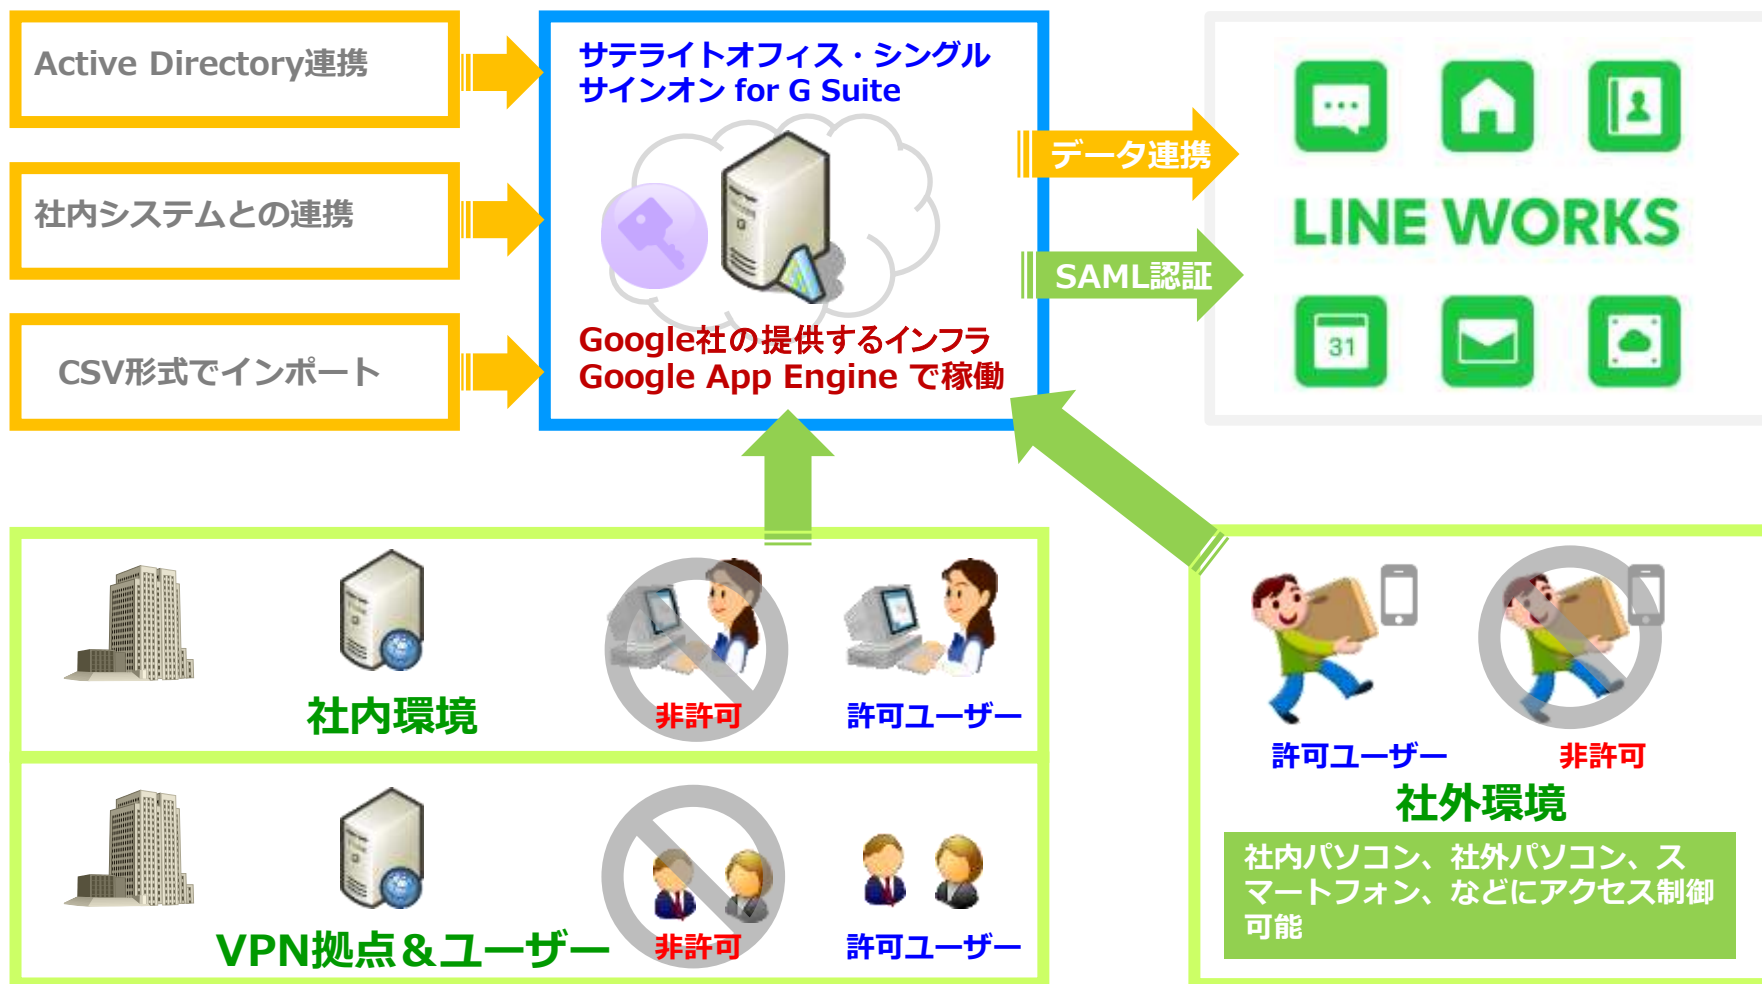 Active Directory連携
社内システムとの連携
CSV形式でインポート
サテライトオフィス・シングル
サインオン for G Suite
Google社の提供するインフラ
Google App Engine で稼働
データ連携
SAML認証
LINE WORKS
31
社内環境
非許可
許可ユーザー
VPN拠点&ユーザー
非許可
許可ユーザー
許可ユーザー
非許可
社外環境
社内パソコン、社外パソコン、ス
マートフォン、などにアクセス制御
可能